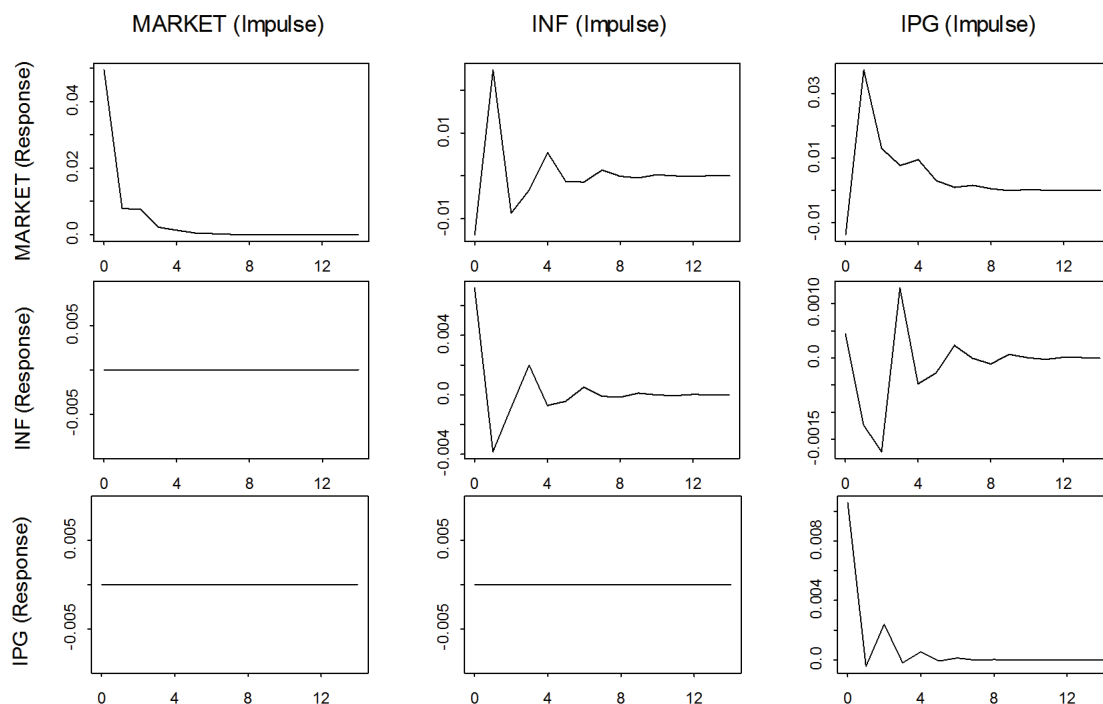 MARKET (Impulse) INF (Impulse) IPG (Impulse)
MARKET (Response)
0.04
0.02
0.0
0 4 8 12
0.01
-0.01
0 4 8 12
0.03
0.01
-0.01
0 4 8 12
INF (Response)
0.005
-0.005
0 4 8 12
0.004
0.0
-0.004
0 4 8 12
0.0010
0.0
-0.0015
0 4 8 12
IPG (Response)
0.005
-0.005
0 4 8 12
0.005
-0.005
0 4 8 12
0.008
0.004
0.0
0 4 8 12